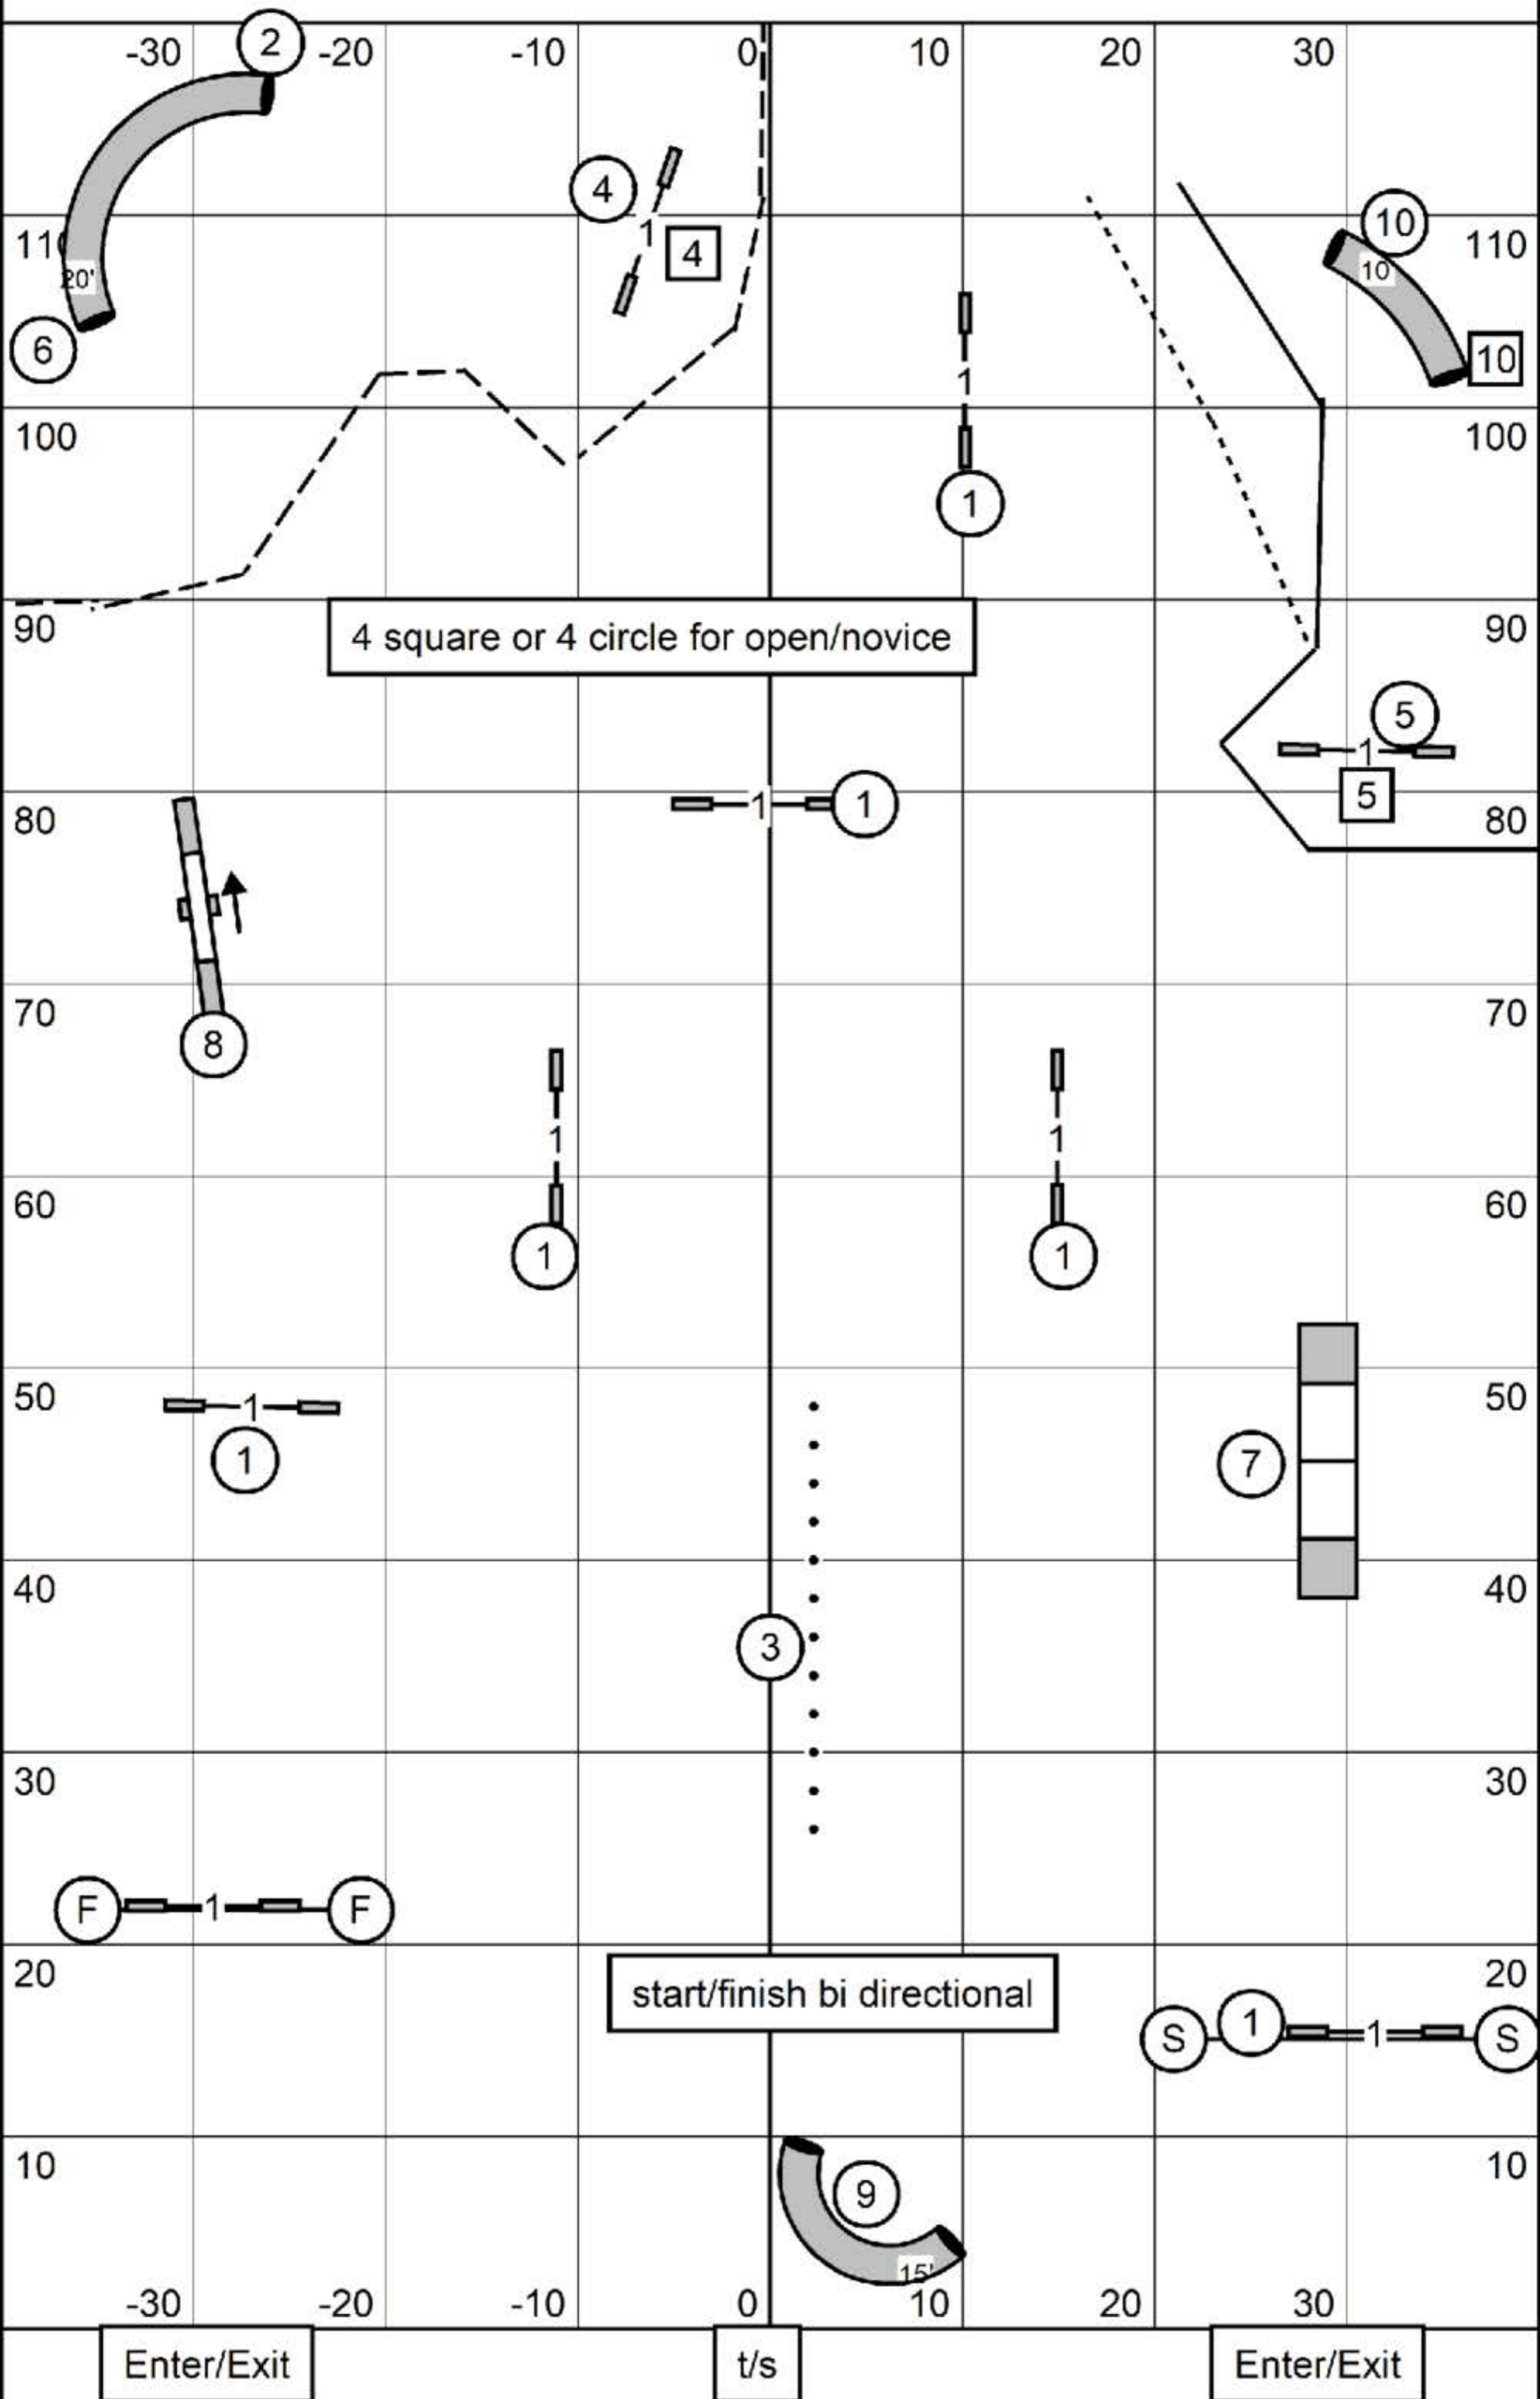 -30 2 -20 -10 0 10 20 30
4 1 4
10
110 10 110
20'
6 10
1
100 100
1
90 4 square or 4 circle for open/novice 90
5
1
5
80 1 1 80
70 70
8
1 1
60 60
1 1
50 1 50
1 7
40 40
3
30 30
F 1 F
20 start/finish bi directional 20
S 1 1 S
10 10
9
15'
-30 -20 -10 0 10 20 30
Enter/Exit t/s Enter/Exit